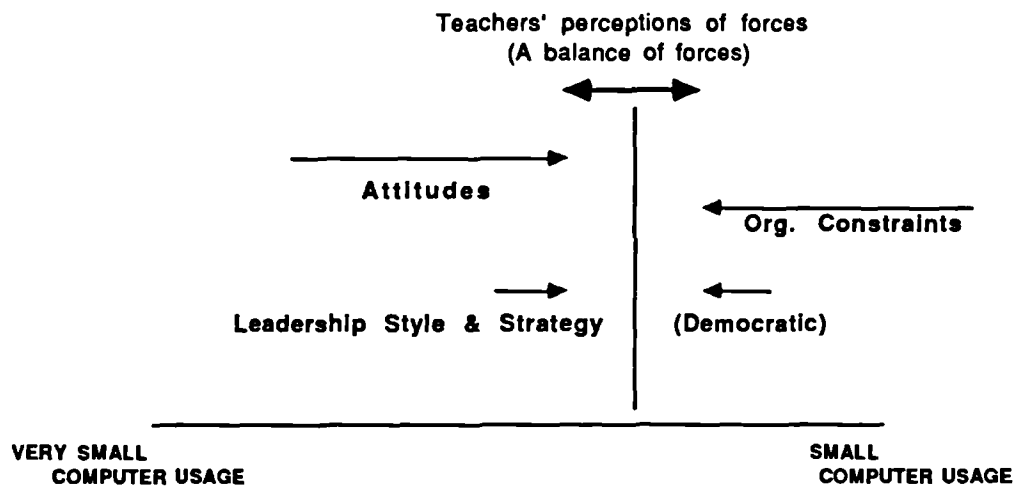 Teachers' perceptions of forces
(A balance of forces)
Attitudes
Org. Constraints
Leadership Style & Strategy (Democratic)
VERY SMALL
COMPUTER USAGE
SMALL
COMPUTER USAGE